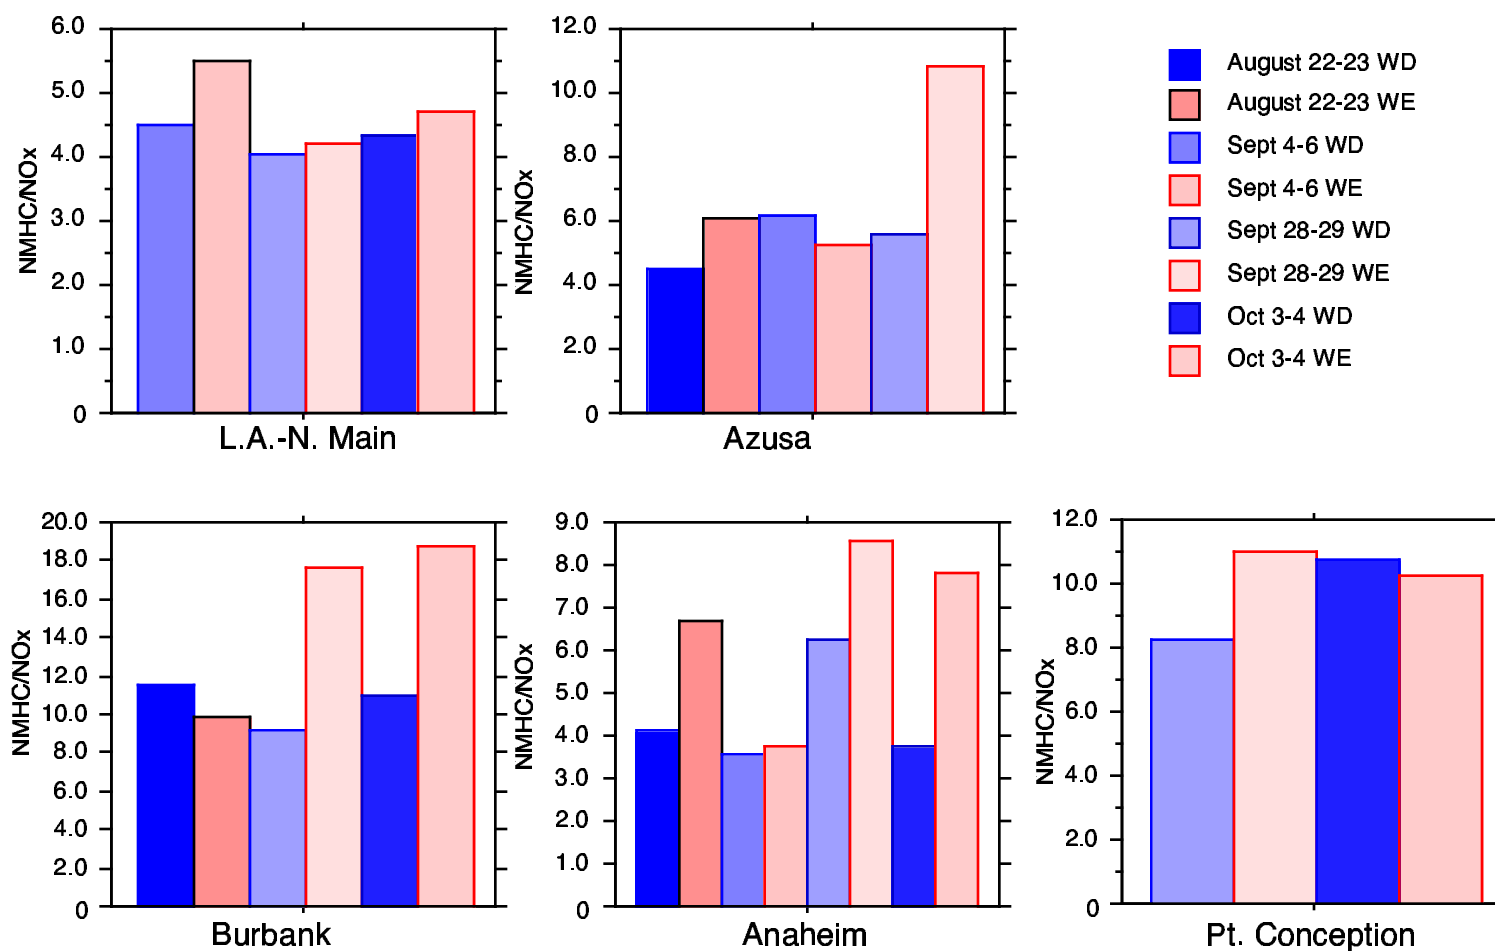 6.0
5.0
4.0
3.0
2.0
1.0
0
NMHC/NOx
L.A.-N. Main
12.0
10.0
8.0
6.0
4.0
2.0
0
NMHC/NOx
Azusa
August 22-23 WD
August 22-23 WE
Sept 4-6 WD
Sept 4-6 WE
Sept 28-29 WD
Sept 28-29 WE
Oct 3-4 WD
Oct 3-4 WE
20.0
18.0
16.0
14.0
12.0
10.0
8.0
6.0
4.0
2.0
0
NMHC/NOx
Burbank
9.0
8.0
7.0
6.0
5.0
4.0
3.0
2.0
1.0
0
NMHC/NOx
Anaheim
12.0
10.0
8.0
6.0
4.0
2.0
0
NMHC/NOx
Pt. Conception